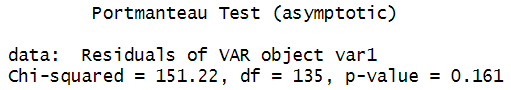 Portmanteau Test (asymptotic)
data:  Residuals of VAR object var1
Chi-squared = 151.22, df = 135, p-value = 0.161